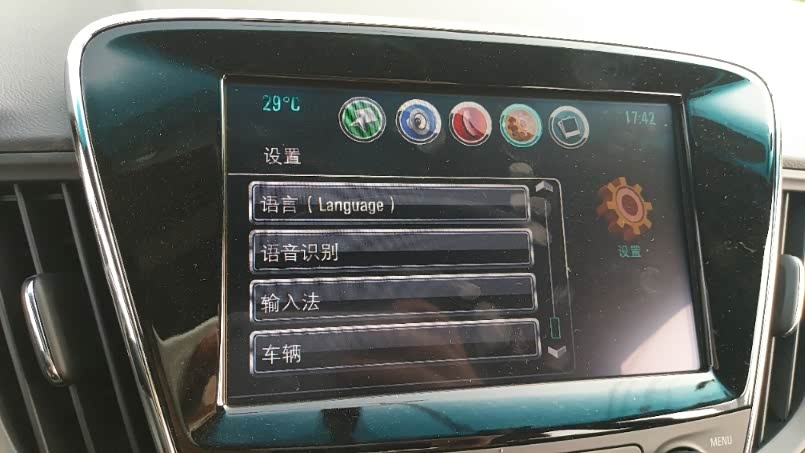 29°C
17:42
设置
语言（Language）
语音识别
输入法
车辆
设置
MENU